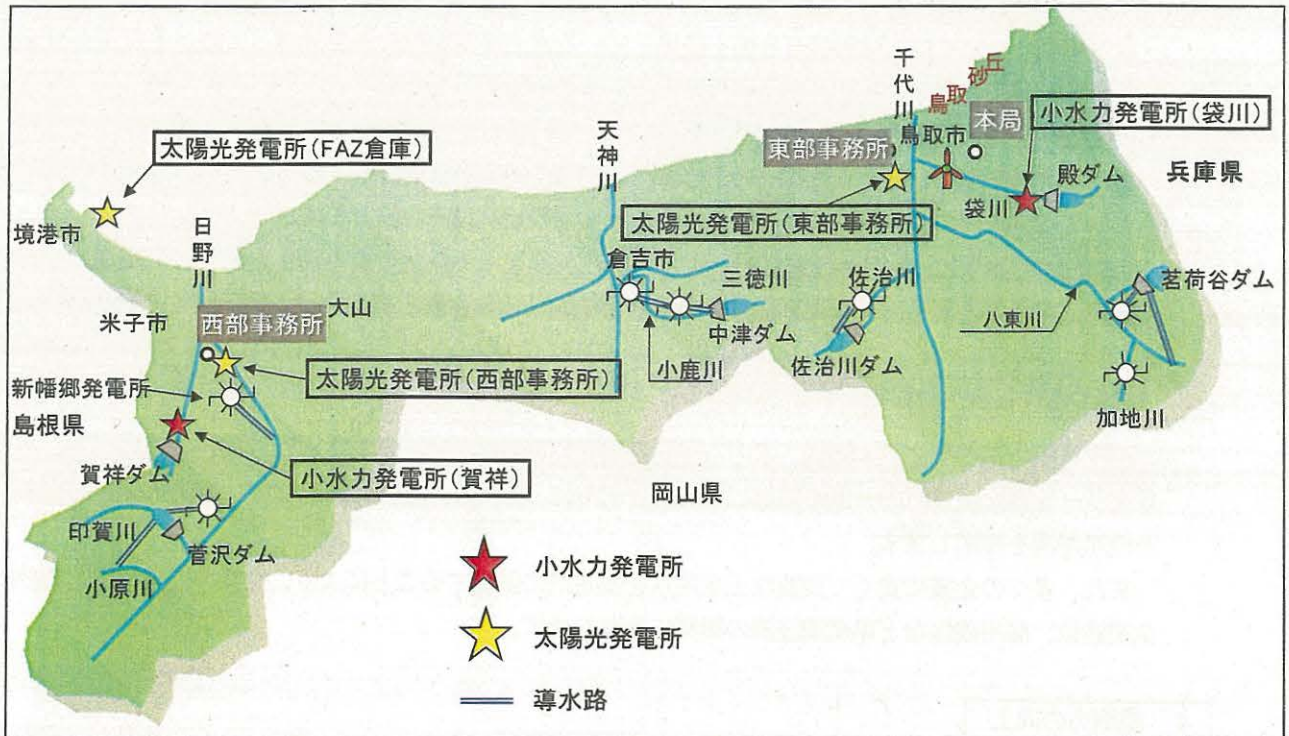 千代川
鳥取砂丘
本局
小水力発電所(袋川)
鳥取市
天神川
東部事務所
太陽光発電所(FAZ倉庫)
兵庫県
殿ダム
袋川
太陽光発電所(東部事務所)
境港市
日野川
倉吉市
三徳川
佐治川
茗荷谷ダム
大山
西部事務所
米子市
中津ダム
八東川
小鹿川
佐治川ダム
太陽光発電所(西部事務所)
新幡郷発電所
島根県
加地川
賀祥ダム
小水力発電所(賀祥)
岡山県
印賀川
菅沢ダム
小原川
小水力発電所
太陽光発電所
導水路